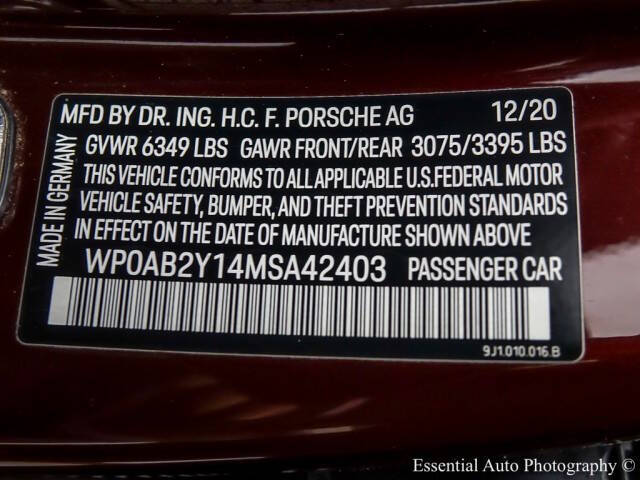 MFD BY DR. ING. H.C. F. PORSCHE AG 12/20
GVWR 6349 LBS GAWR FRONT/REAR 3075/3395 LBS
THIS VEHICLE CONFORMS TO ALL APPLICABLE U.S.FEDERAL MOTOR
VEHICLE SAFETY, BUMPER, AND THEFT PREVENTION STANDARDS
IN EFFECT ON THE DATE OF MANUFACTURE SHOWN ABOVE
WP0AB2Y14MSA42403 PASSENGER CAR
MADE IN GERMANY
9J1.010.016.B
Essential Auto Photography ©